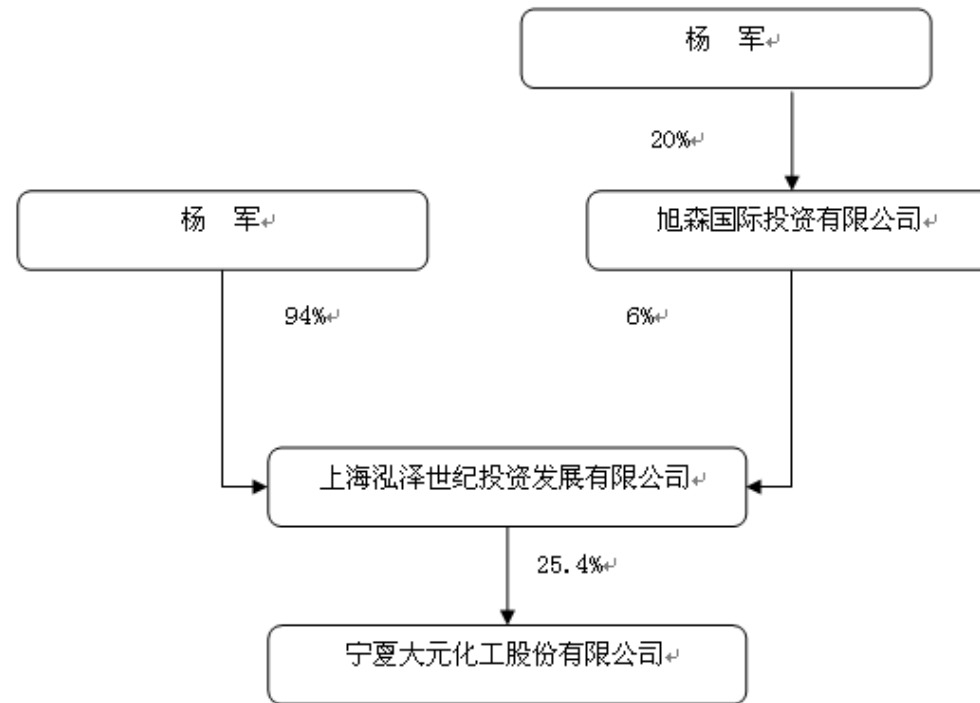 杨　军
20%
杨　军
旭森国际投资有限公司
94%
6%
上海泓泽世纪投资发展有限公司
25.4%
宁夏大元化工股份有限公司